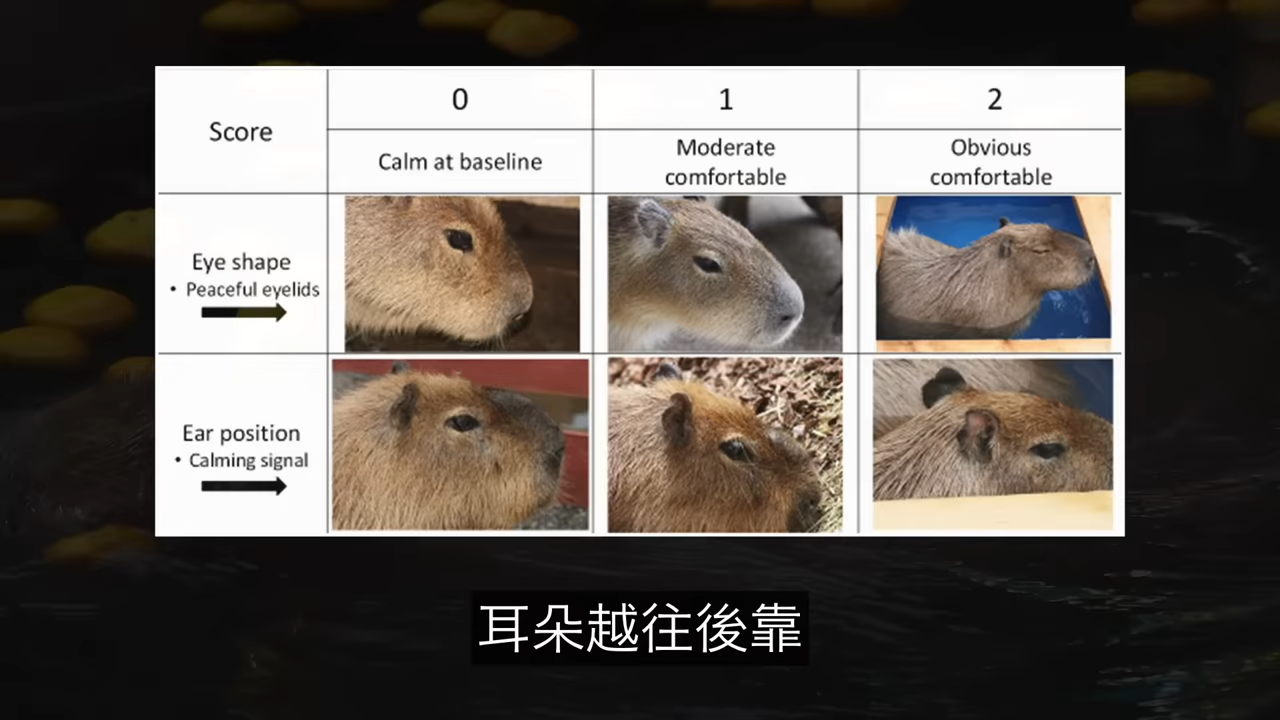 Score
0
1
2
Calm at baseline
Moderate
comfortable
Obvious
comfortable
Eye shape
• Peaceful eyelids
Ear position
• Calming signal
耳朵越往後靠